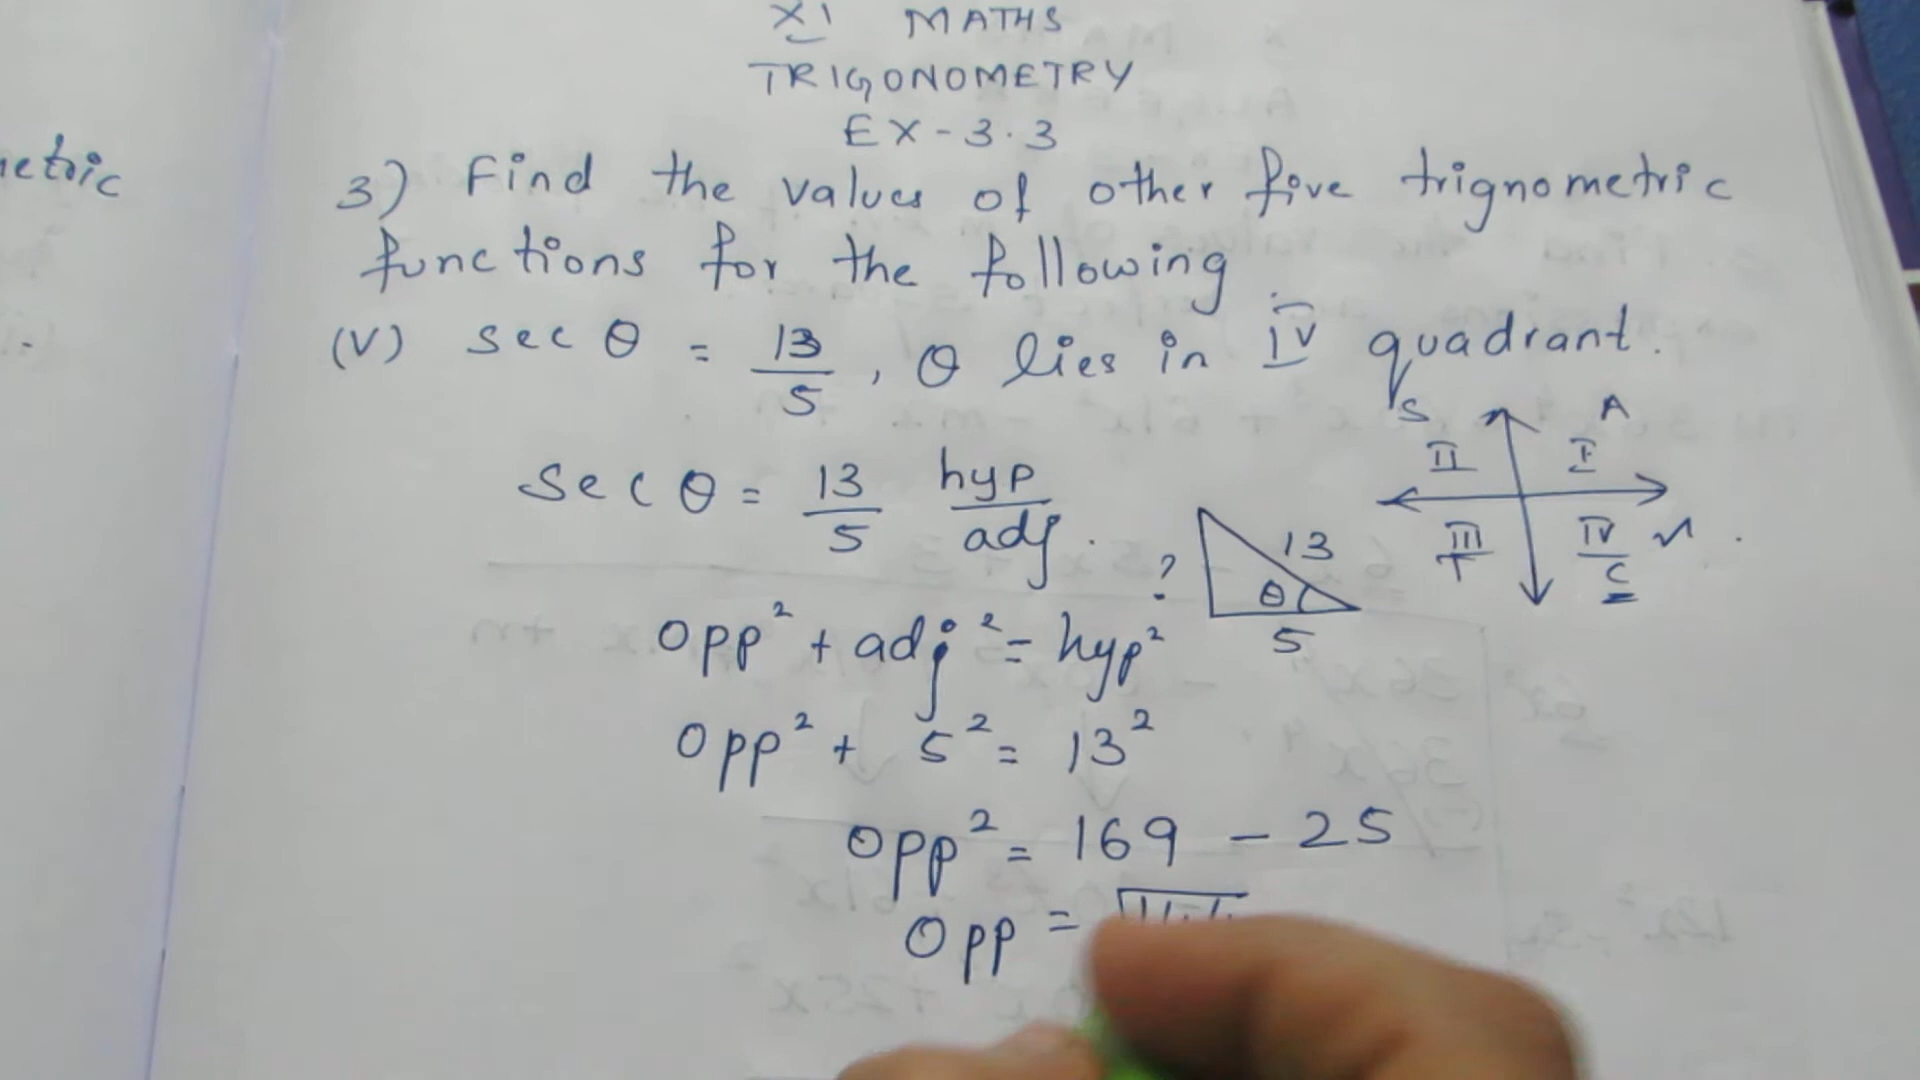 XI MATHS
TRIGONOMETRY
EX-3.3
etric
3) Find the values of other five trignometric
functions for the following
(V) sec θ = 13/5, θ lies in IV quadrant.
S A
II I
sec θ = 13/5 hyp/adj.
III IV
T C
? 13
θ
5
opp² + adj² = hyp²
opp² + 5² = 13²
opp² = 169 - 25
opp =